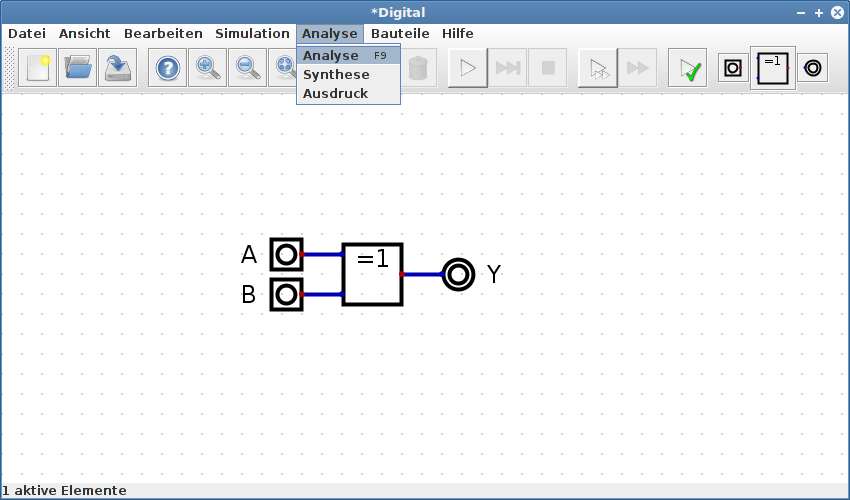 *Digital
Datei Ansicht Bearbeiten Simulation Analyse Bauteile Hilfe
Analyse F9
Synthese
Ausdruck
=1
A
=1
B
Y
1 aktive Elemente